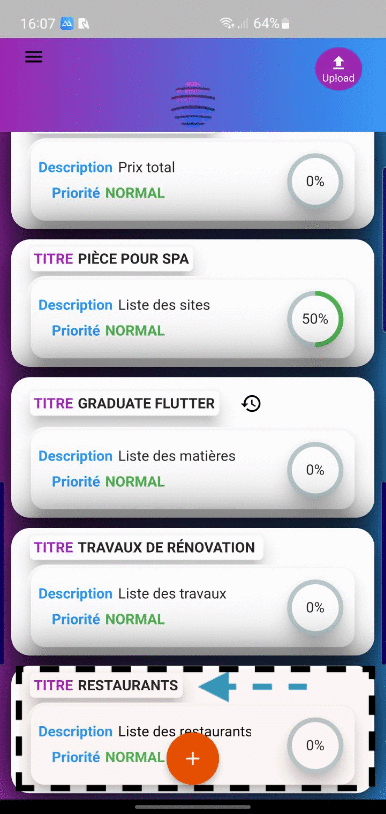 16:07 64%
Upload
Description Prix total
0%
Priorité NORMAL
TITRE PIÈCE POUR SPA
Description Liste des sites
50%
Priorité NORMAL
TITRE GRADUATE FLUTTER
Description Liste des matières
0%
Priorité NORMAL
TITRE TRAVAUX DE RÉNOVATION
Description Liste des travaux
0%
Priorité NORMAL
TITRE RESTAURANTS
Description Liste des restaurants
0%
Priorité NORMAL